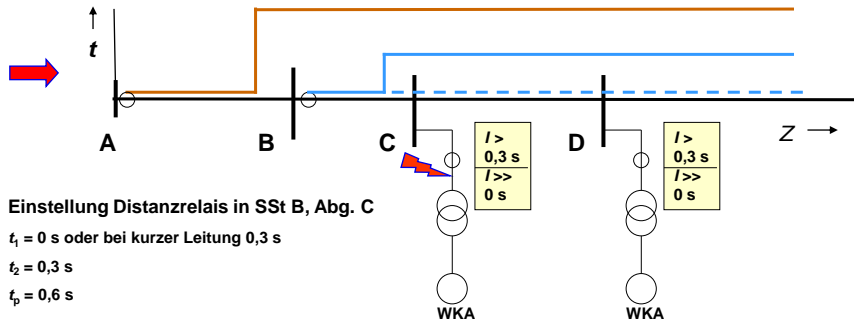 t
A
B
C
D
Z
I >
0,3 s
I >>
0 s
I >
0,3 s
I >>
0 s
Einstellung Distanzrelais in SSt B, Abg. C
t₁ = 0 s oder bei kurzer Leitung 0,3 s
t₂ = 0,3 s
tₚ = 0,6 s
WKA
WKA